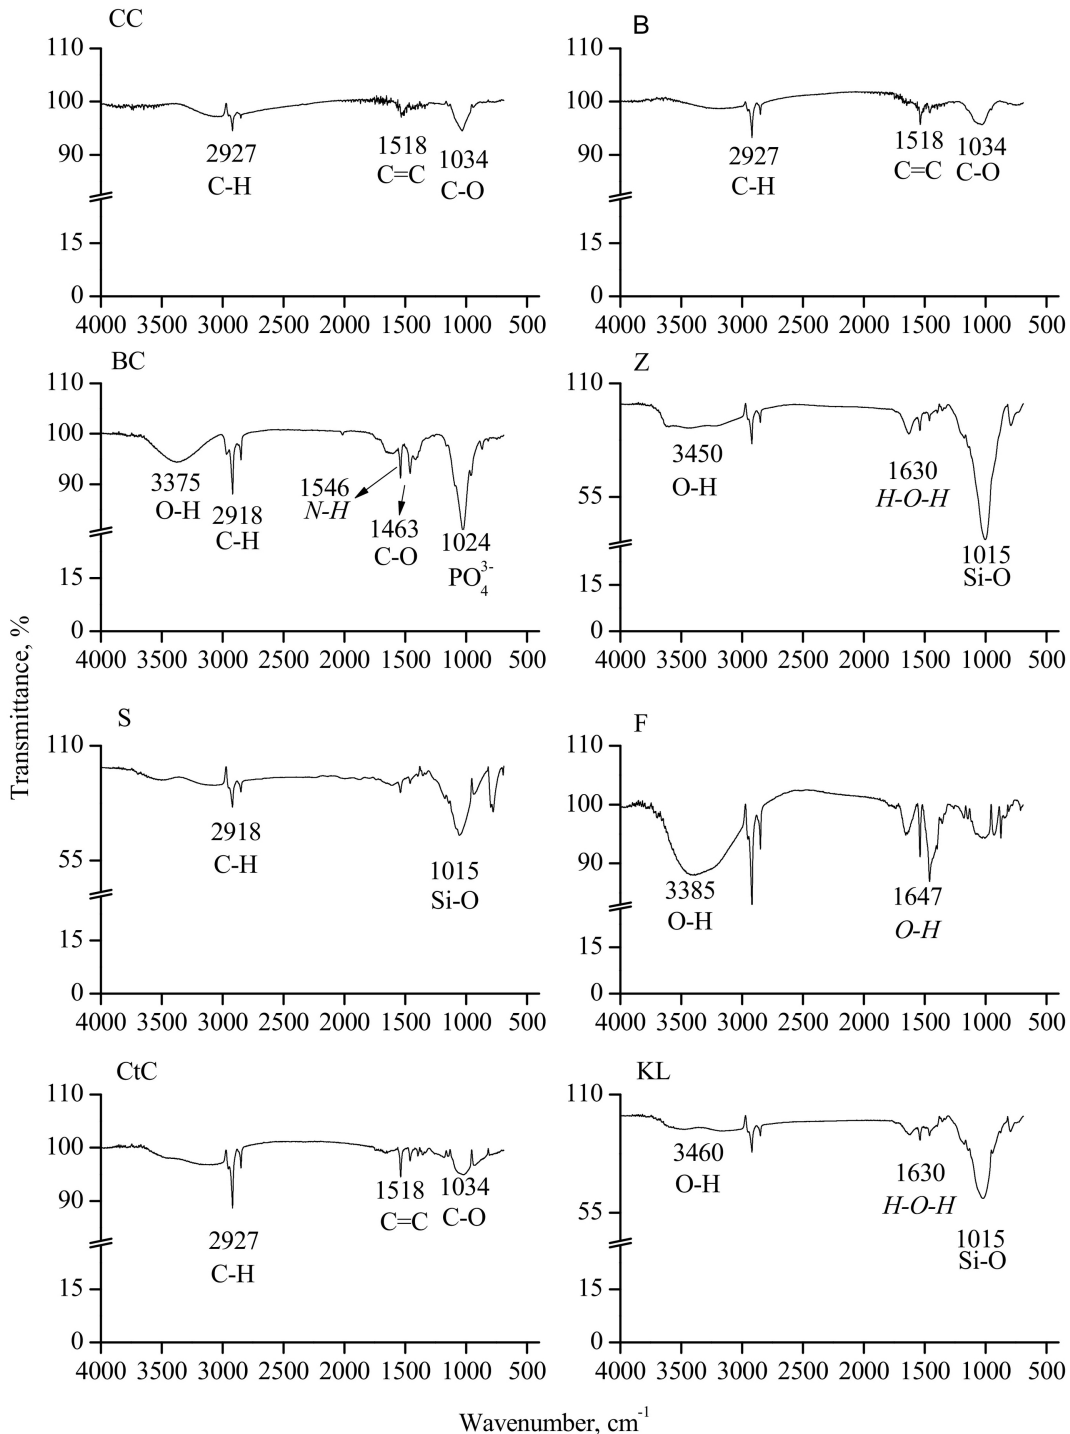 CC
110
100
90
15
0
2927
C-H
1518
C=C
1034
C-O
4000 3500 3000 2500 2000 1500 1000 500
B
110
100
90
15
0
2927
C-H
1518
C=C
1034
C-O
4000 3500 3000 2500 2000 1500 1000 500
BC
110
100
90
15
0
3375
O-H
2918
C-H
1546
N-H
1463
C-O
1024
PO₄³⁻
4000 3500 3000 2500 2000 1500 1000 500
Z
110
55
15
0
3450
O-H
1630
H-O-H
1015
Si-O
4000 3500 3000 2500 2000 1500 1000 500
Transmittance, %
S
110
55
15
0
2918
C-H
1015
Si-O
4000 3500 3000 2500 2000 1500 1000 500
F
110
100
90
15
0
3385
O-H
1647
O-H
4000 3500 3000 2500 2000 1500 1000 500
CtC
110
100
90
15
0
2927
C-H
1518
C=C
1034
C-O
4000 3500 3000 2500 2000 1500 1000 500
KL
110
55
15
0
3460
O-H
1630
H-O-H
1015
Si-O
4000 3500 3000 2500 2000 1500 1000 500
Wavenumber, cm⁻¹